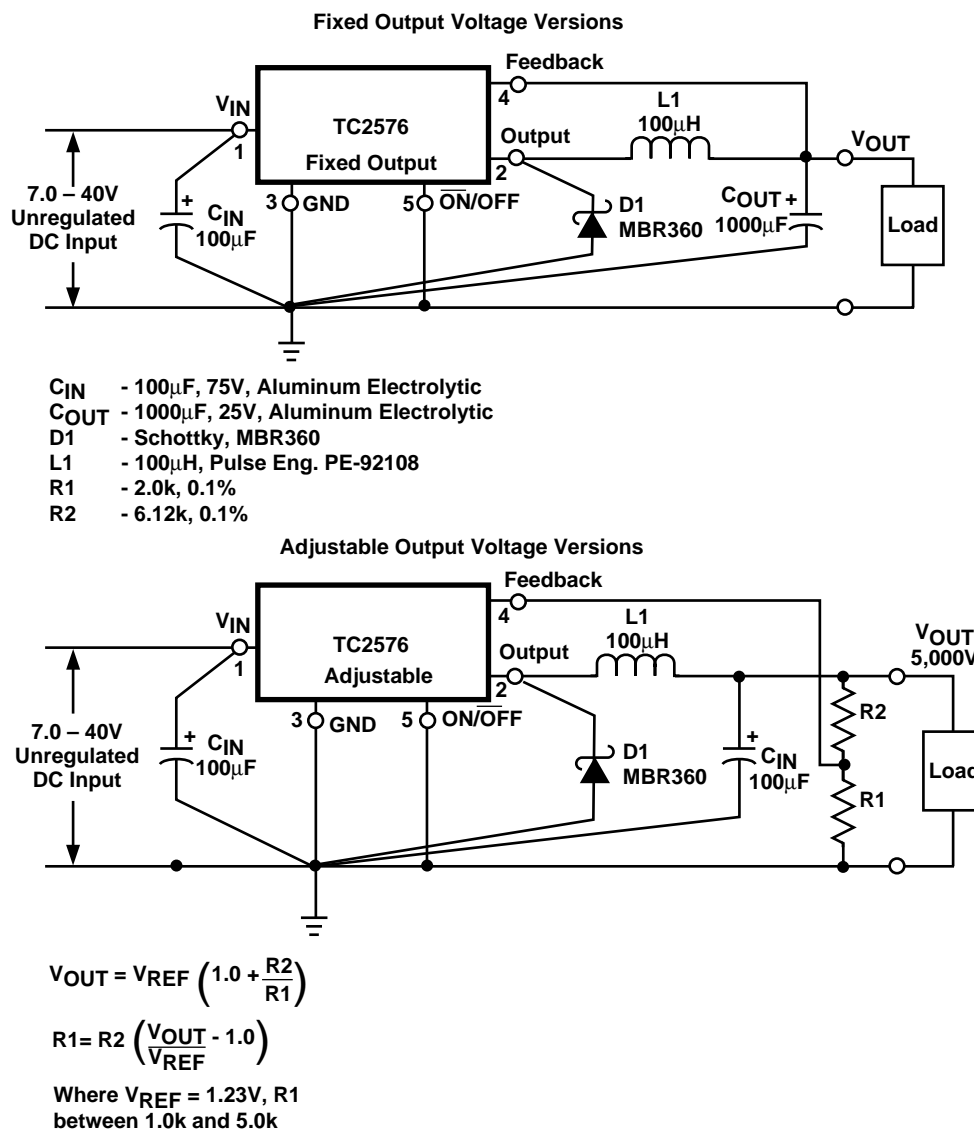 Fixed Output Voltage Versions
Feedback
4
L1
100μH
VIN
1
TC2576
Fixed Output
Output
2
VOUT
7.0 – 40V
Unregulated
DC Input
+
CIN
100μF
3 GND
5 ON/OFF
D1
MBR360
COUT +
1000μF
Load
CIN - 100μF, 75V, Aluminum Electrolytic
COUT - 1000μF, 25V, Aluminum Electrolytic
D1 - Schottky, MBR360
L1 - 100μH, Pulse Eng. PE-92108
R1 - 2.0k, 0.1%
R2 - 6.12k, 0.1%
Adjustable Output Voltage Versions
Feedback
4
L1
100μH
VIN
1
TC2576
Adjustable
Output
2
VOUT
5,000V
7.0 – 40V
Unregulated
DC Input
+
CIN
100μF
3 GND
5 ON/OFF
D1
MBR360
+
CIN
100μF
R2
R1
Load
VOUT = VREF (1.0 + R2/R1)
R1= R2 (VOUT/VREF - 1.0)
Where VREF = 1.23V, R1
between 1.0k and 5.0k